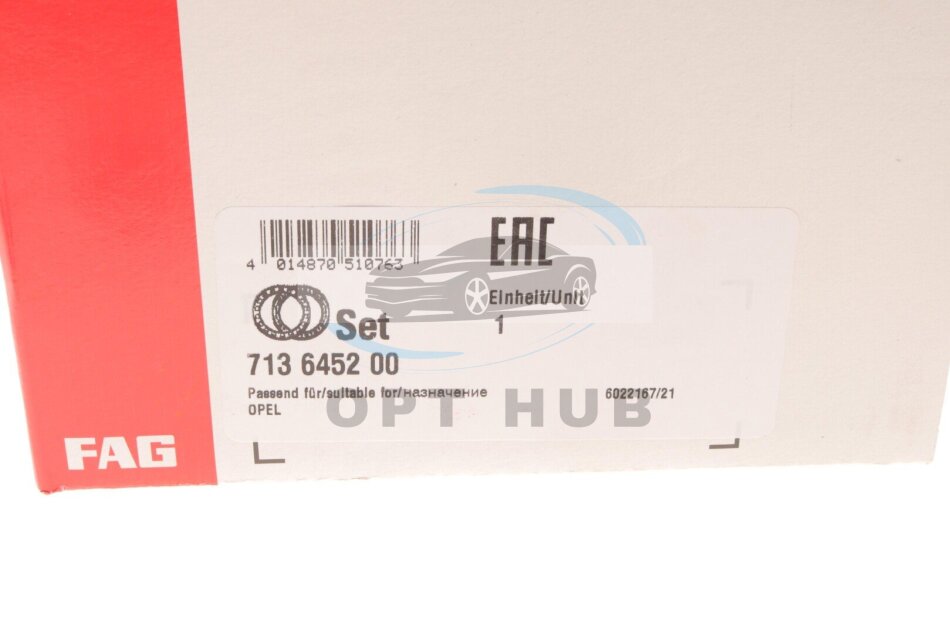 4 014870 510763
EAC
Einheit/Unit
1
Set
713 6452 00
Passend für/suitable for/назначение
6022167/21
OPEL
OPT HUB
FAG